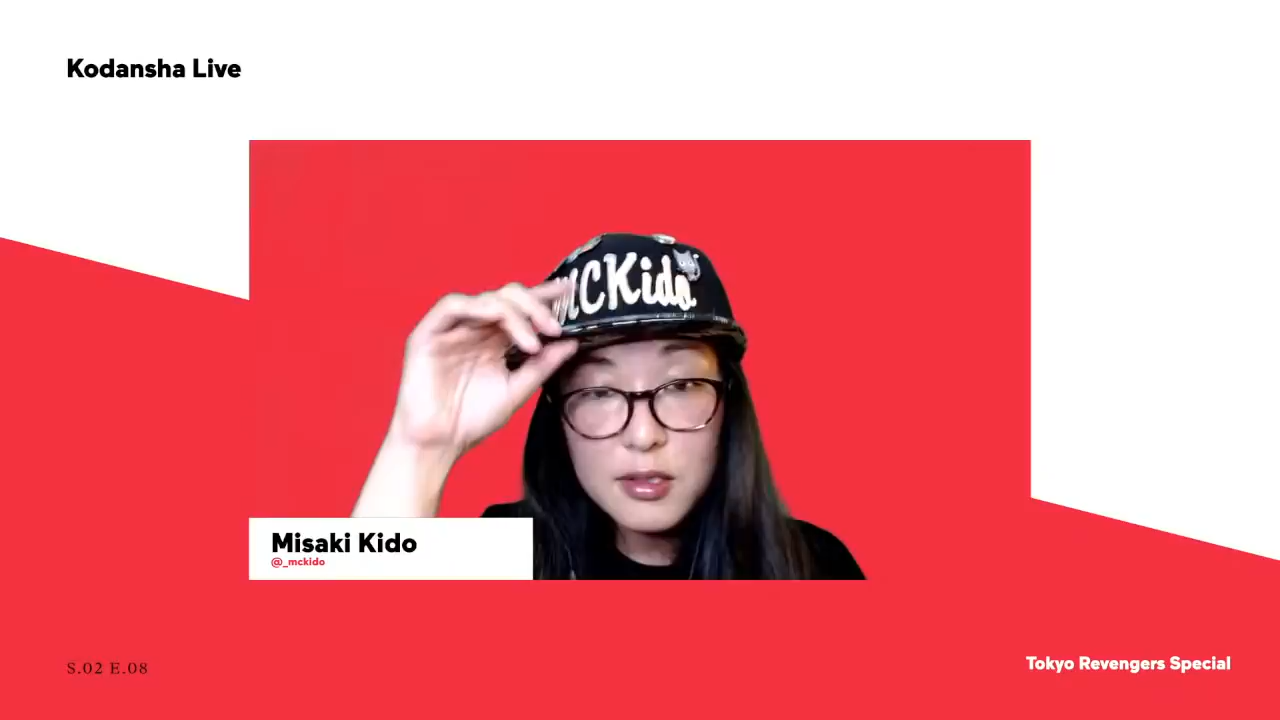 Kodansha Live
MCKido
Misaki Kido
@_mckido
S.02 E.08
Tokyo Revengers Special